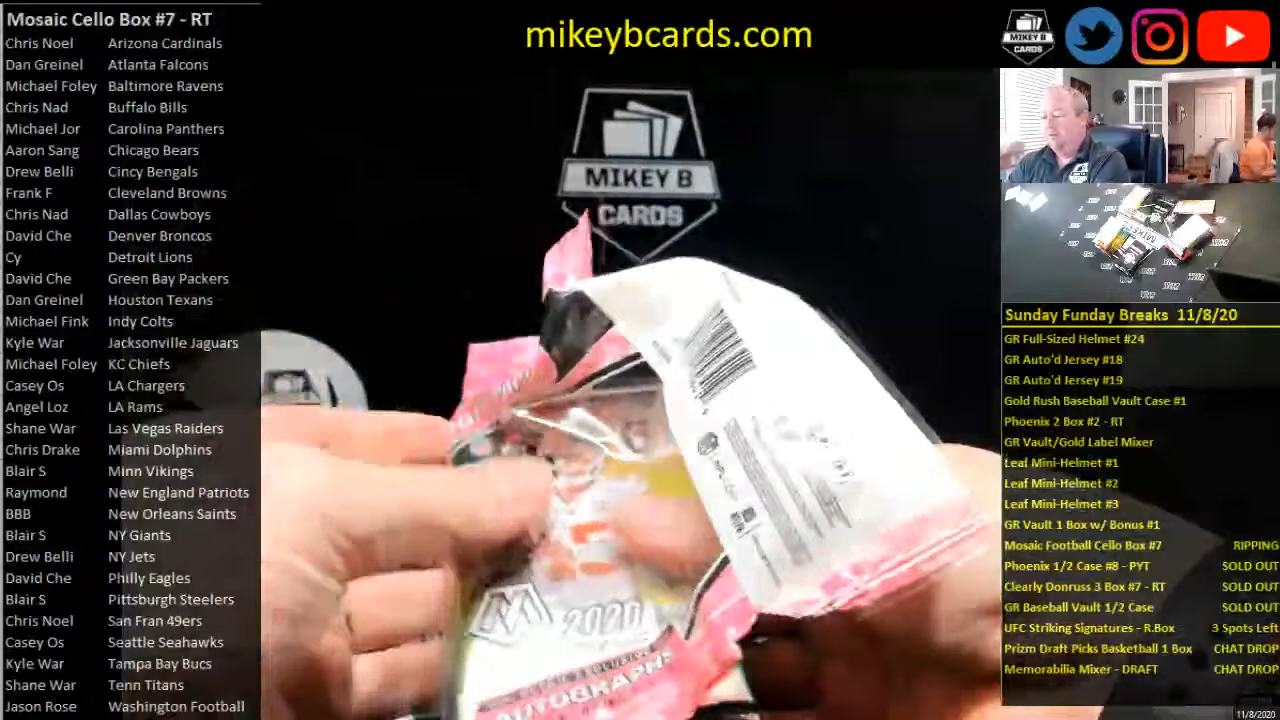 Mosaic Cello Box #7 - RT
Chris Noel Arizona Cardinals
Dan Greinel Atlanta Falcons
Michael Foley Baltimore Ravens
Chris Nad Buffalo Bills
Michael Jor Carolina Panthers
Aaron Sang Chicago Bears
Drew Belli Cincy Bengals
Frank F Cleveland Browns
Chris Nad Dallas Cowboys
David Che Denver Broncos
Cy Detroit Lions
David Che Green Bay Packers
Dan Greinel Houston Texans
Michael Fink Indy Colts
Kyle War Jacksonville Jaguars
Michael Foley KC Chiefs
Casey Os LA Chargers
Angel Loz LA Rams
Shane War Las Vegas Raiders
Chris Drake Miami Dolphins
Blair S Minn Vikings
Raymond New England Patriots
BBB New Orleans Saints
Blair S NY Giants
Drew Belli NY Jets
David Che Philly Eagles
Blair S Pittsburgh Steelers
Chris Noel San Fran 49ers
Casey Os Seattle Seahawks
Kyle War Tampa Bay Bucs
Shane War Tenn Titans
Jason Rose Washington Football
mikeybcards.com
MIKEY B
CARDS
2020
AUTOGRAPH
MIKEY B
CARDS
Sunday Funday Breaks 11/8/20
GR Full-Sized Helmet #24
GR Auto'd Jersey #18
GR Auto'd Jersey #19
Gold Rush Baseball Vault Case #1
Phoenix 2 Box #2 - RT
GR Vault/Gold Label Mixer
Leaf Mini-Helmet #1
Leaf Mini-Helmet #2
Leaf Mini-Helmet #3
GR Vault 1 Box w/ Bonus #1
Mosaic Football Cello Box #7 RIPPING
Phoenix 1/2 Case #8 - PYT SOLD OUT
Clearly Donruss 3 Box #7 - RT SOLD OUT
GR Baseball Vault 1/2 Case SOLD OUT
UFC Striking Signatures - R.Box 3 Spots Left
Prizm Draft Picks Basketball 1 Box CHAT DROP
Memorabilia Mixer - DRAFT CHAT DROP
11/8/2020